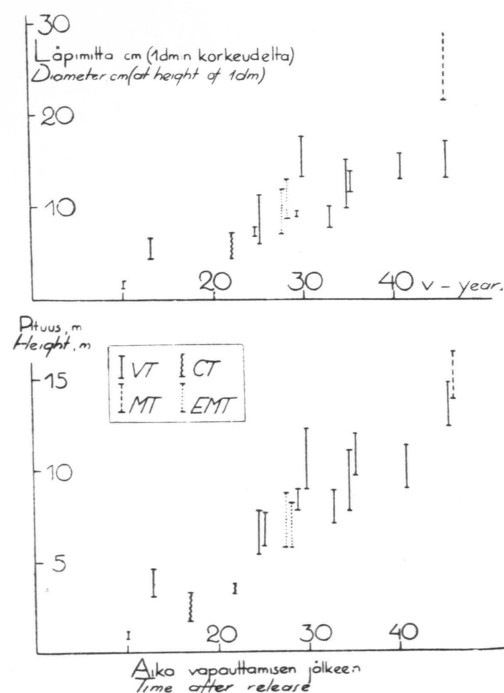 30
Läpimitta cm (1dm:n korkeudelta)
Diameter cm (at height of 1dm)
20
10
20 30 40 v - year.
Pituus, m
Height, m
15
VT CT
MT EMT
10
5
10 20 30 40
Aika vapauttamisen jälkeen
Time after release